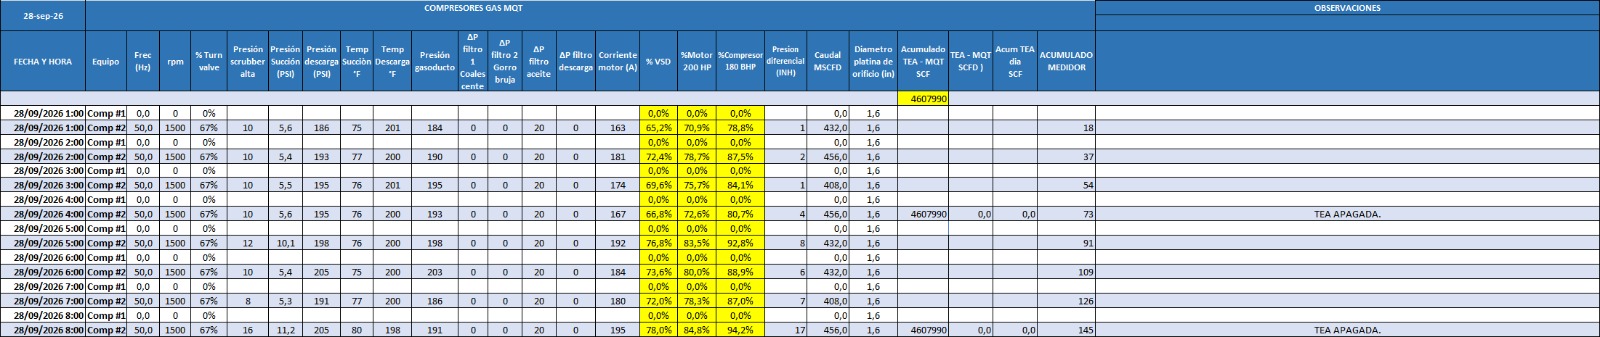 28-sep-26 COMPRESORES GAS MQT OBSERVACIONES
FECHA Y HORA Equipo Frec (Hz) rpm % Turn valve Presión scrubber alta Presión Succión (PSI) Presión descarga (PSI) Temp Succiòn °F Temp Descarga °F Presión gasoducto ΔP filtro 1 Coales cente ΔP filtro 2 Gorro bruja ΔP filtro aceite ΔP filtro descarga Corriente motor (A) % VSD %Motor 200 HP %Compresor 180 BHP Presion diferencial (INH) Caudal MSCFD Diametro platina de orificio (in) Acumulado TEA - MQT SCF TEA - MQT SCFD ) Acum TEA dia SCF ACUMULADO MEDIDOR
4607990
28/09/2026 1:00 Comp #1 0,0 0 0% 0,0% 0,0% 0,0% 0,0 1,6
28/09/2026 1:00 Comp #2 50,0 1500 67% 10 5,6 186 75 201 184 0 0 20 0 163 65,2% 70,9% 78,8% 1 432,0 1,6 18
28/09/2026 2:00 Comp #1 0,0 0 0% 0,0% 0,0% 0,0% 0,0 1,6
28/09/2026 2:00 Comp #2 50,0 1500 67% 10 5,4 193 77 200 190 0 0 20 0 181 72,4% 78,7% 87,5% 2 456,0 1,6 37
28/09/2026 3:00 Comp #1 0,0 0 0% 0,0% 0,0% 0,0% 0,0 1,6
28/09/2026 3:00 Comp #2 50,0 1500 67% 10 5,5 195 76 201 195 0 0 20 0 174 69,6% 75,7% 84,1% 1 408,0 1,6 54
28/09/2026 4:00 Comp #1 0,0 0 0% 0,0% 0,0% 0,0% 0,0 1,6
28/09/2026 4:00 Comp #2 50,0 1500 67% 10 5,6 195 76 200 193 0 0 20 0 167 66,8% 72,6% 80,7% 4 456,0 1,6 4607990 0,0 0,0 73 TEA APAGADA.
28/09/2026 5:00 Comp #1 0,0 0 0% 0,0% 0,0% 0,0% 0,0 1,6
28/09/2026 5:00 Comp #2 50,0 1500 67% 12 10,1 198 76 200 198 0 0 20 0 192 76,8% 83,5% 92,8% 8 432,0 1,6 91
28/09/2026 6:00 Comp #1 0,0 0 0% 0,0% 0,0% 0,0% 0,0 1,6
28/09/2026 6:00 Comp #2 50,0 1500 67% 10 5,4 205 75 200 203 0 0 20 0 184 73,6% 80,0% 88,9% 6 432,0 1,6 109
28/09/2026 7:00 Comp #1 0,0 0 0% 0,0% 0,0% 0,0% 0,0 1,6
28/09/2026 7:00 Comp #2 50,0 1500 67% 8 5,3 191 77 200 186 0 0 20 0 180 72,0% 78,3% 87,0% 7 408,0 1,6 126
28/09/2026 8:00 Comp #1 0,0 0 0% 0,0% 0,0% 0,0% 0,0 1,6
28/09/2026 8:00 Comp #2 50,0 1500 67% 16 11,2 205 80 198 191 0 0 20 0 195 78,0% 84,8% 94,2% 17 456,0 1,6 4607990 0,0 0,0 145 TEA APAGADA.